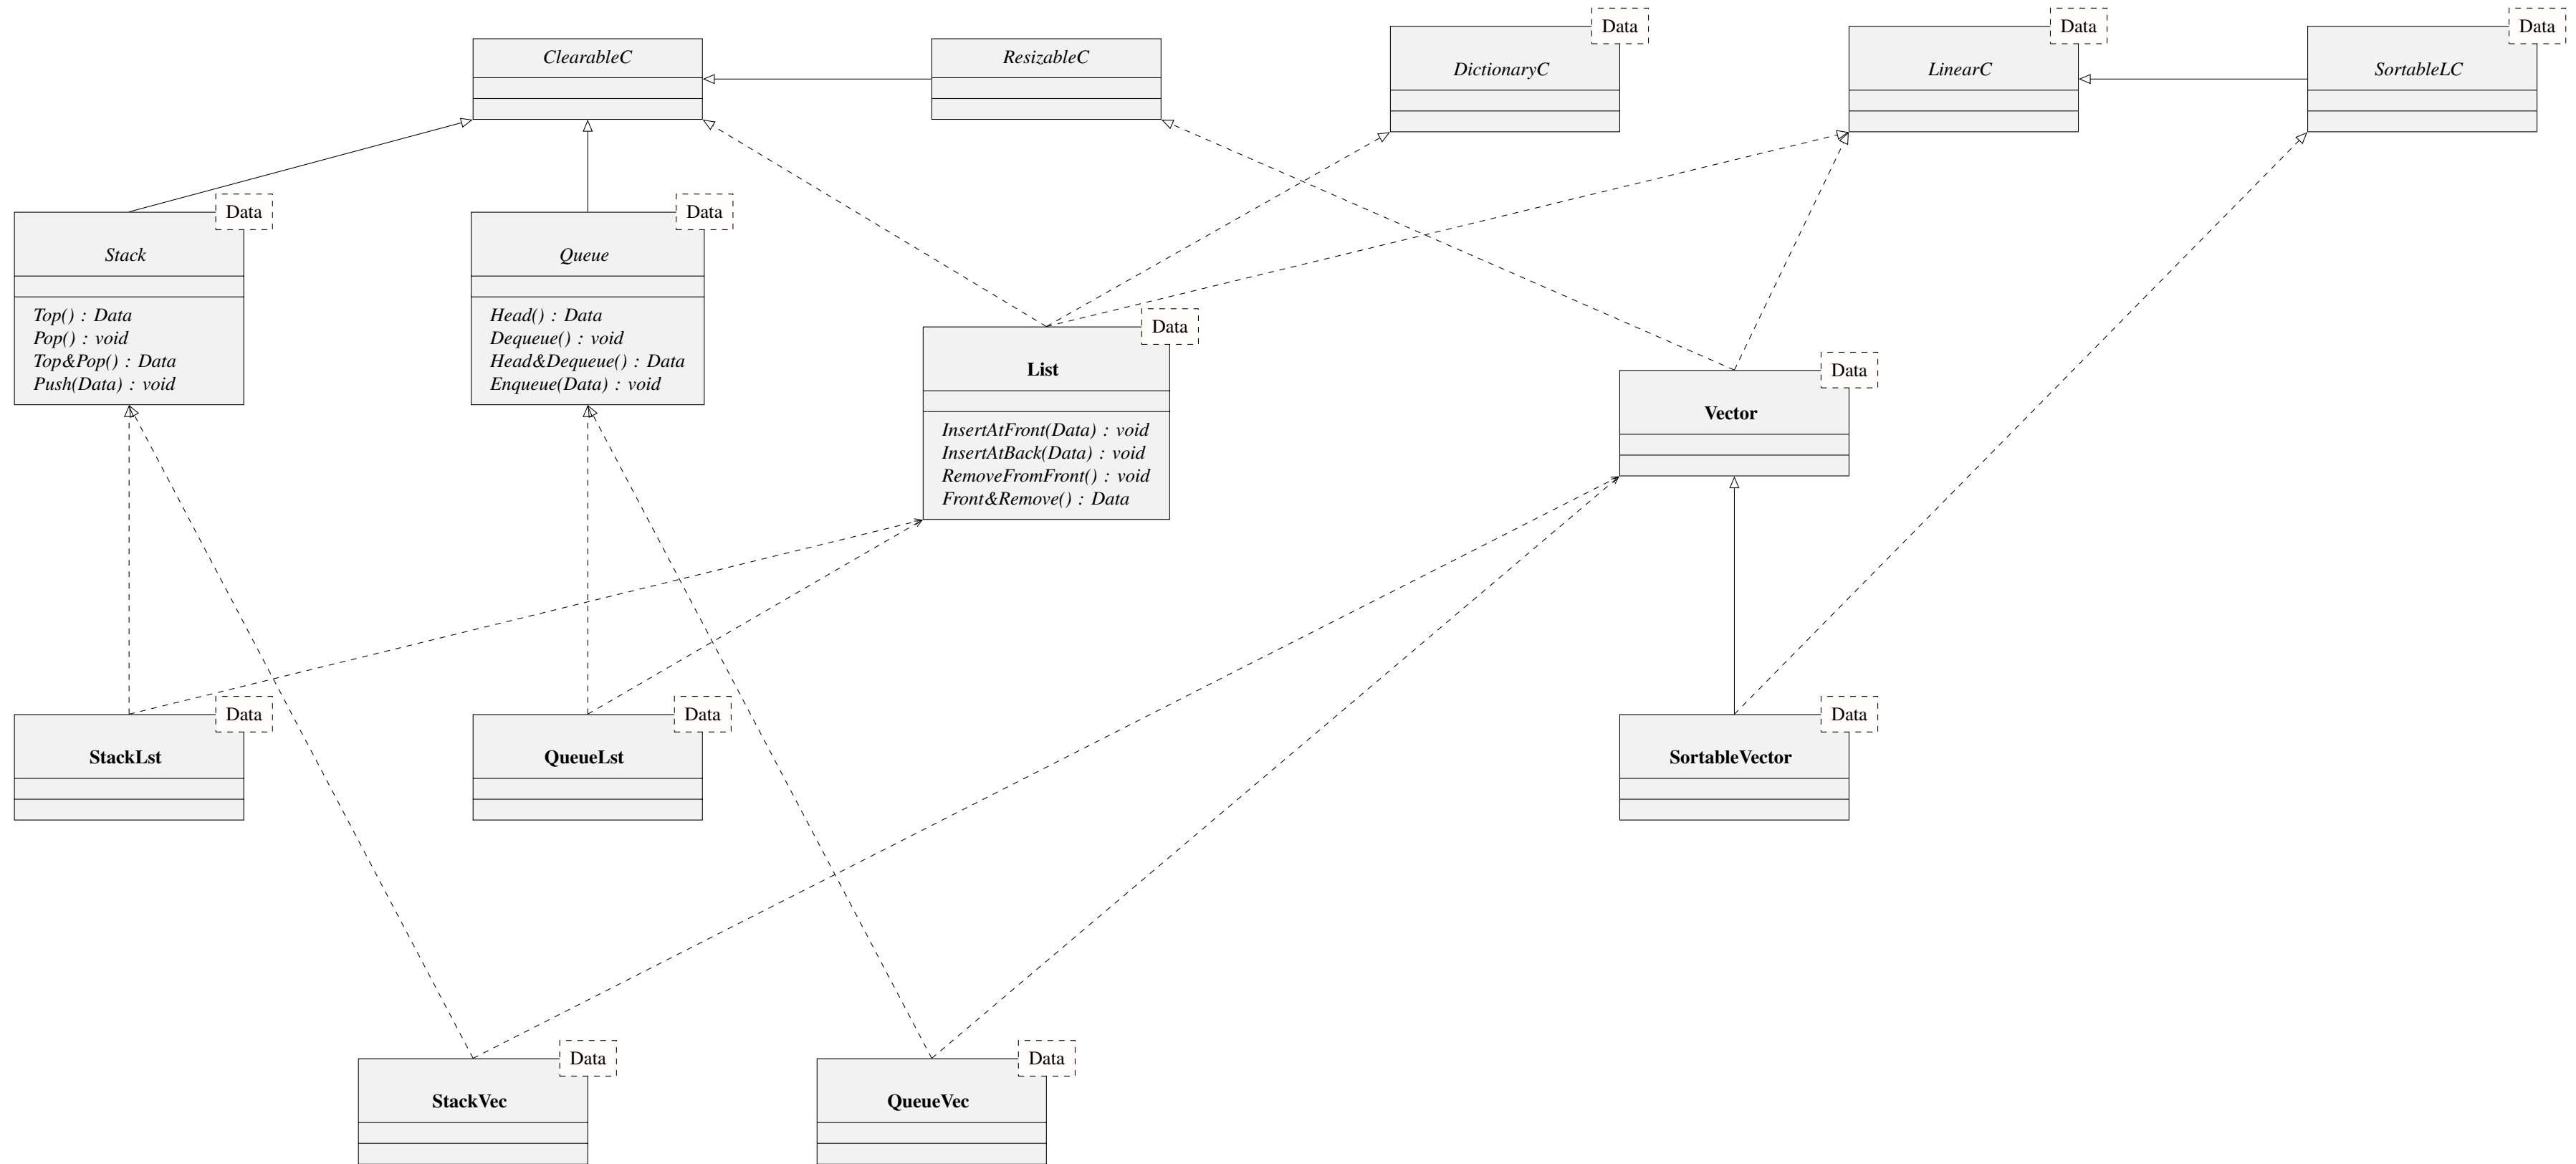 Data
Data
Data
ClearableC
ResizableC
DictionaryC
LinearC
SortableLC
Data
Data
Stack
Queue
Top() : Data
Pop() : void
Top&Pop() : Data
Push(Data) : void
Head() : Data
Dequeue() : void
Head&Dequeue() : Data
Enqueue(Data) : void
Data
List
InsertAtFront(Data) : void
InsertAtBack(Data) : void
RemoveFromFront() : void
Front&Remove() : Data
Data
Vector
Data
Data
Data
StackLst
QueueLst
SortableVector
Data
Data
StackVec
QueueVec